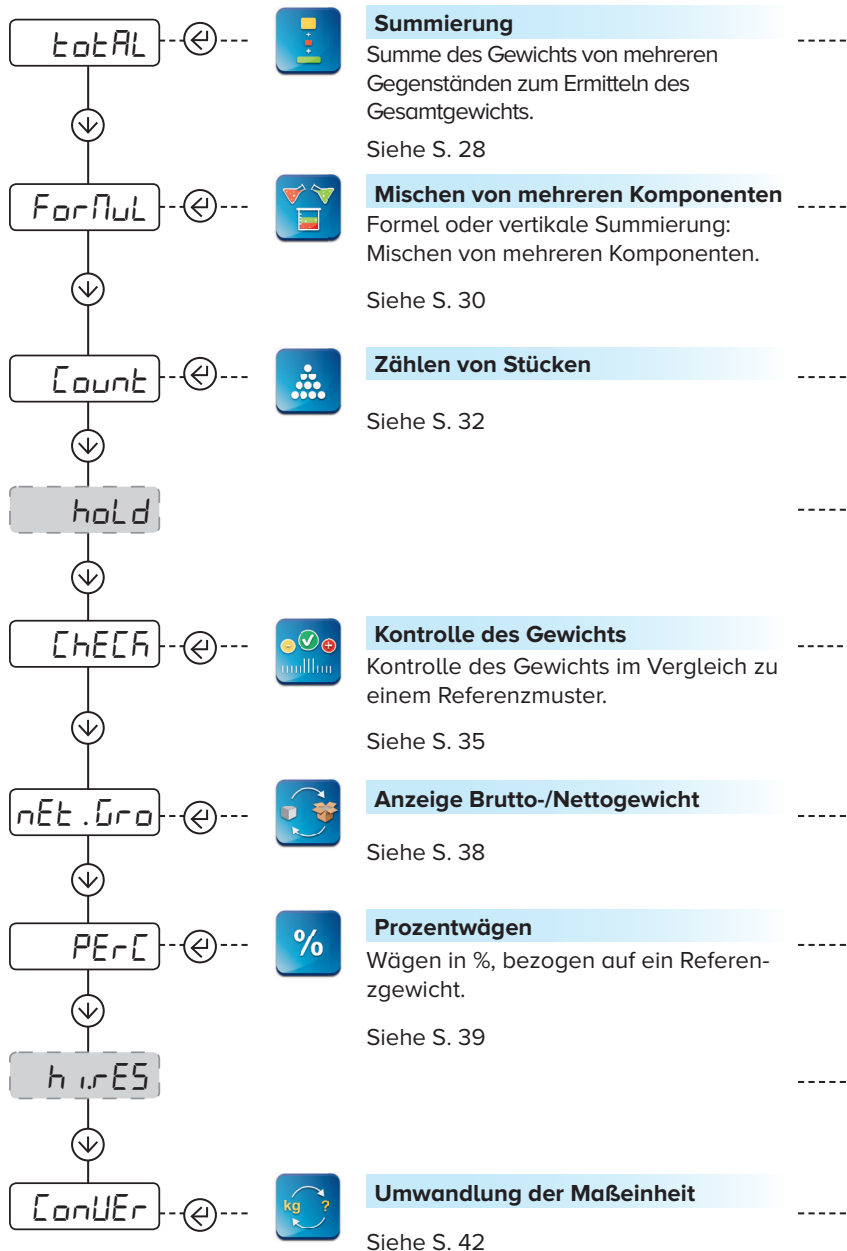 totAL
Summierung
Summe des Gewichts von mehreren
Gegenständen zum Ermitteln des
Gesamtgewichts.
Siehe S. 28
ForMuL
Mischen von mehreren Komponenten
Formel oder vertikale Summierung:
Mischen von mehreren Komponenten.
Siehe S. 30
Count
Zählen von Stücken
Siehe S. 32
hoLd
ChECK
Kontrolle des Gewichts
Kontrolle des Gewichts im Vergleich zu
einem Referenzmuster.
Siehe S. 35
nEt.Gro
Anzeige Brutto-/Nettogewicht
Siehe S. 38
PErC
%
Prozentwägen
Wägen in %, bezogen auf ein Referen-
zgewicht.
Siehe S. 39
hi.rES
ConVEr
kg ?
Umwandlung der Maßeinheit
Siehe S. 42